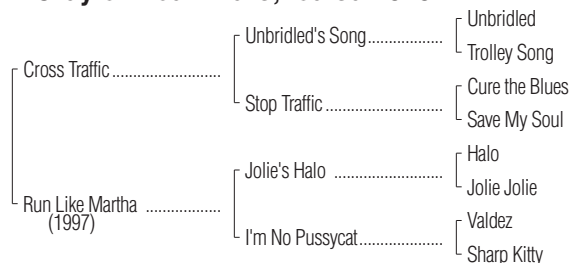 Unbridled
Unbridled's Song....................
Trolley Song
Cross Traffic.............................
Cure the Blues
Stop Traffic...............................
Save My Soul
Halo
Jolie's Halo .............................
Jolie Jolie
Run Like Martha ....................
(1997)
Valdez
I'm No Pussycat......................
Sharp Kitty